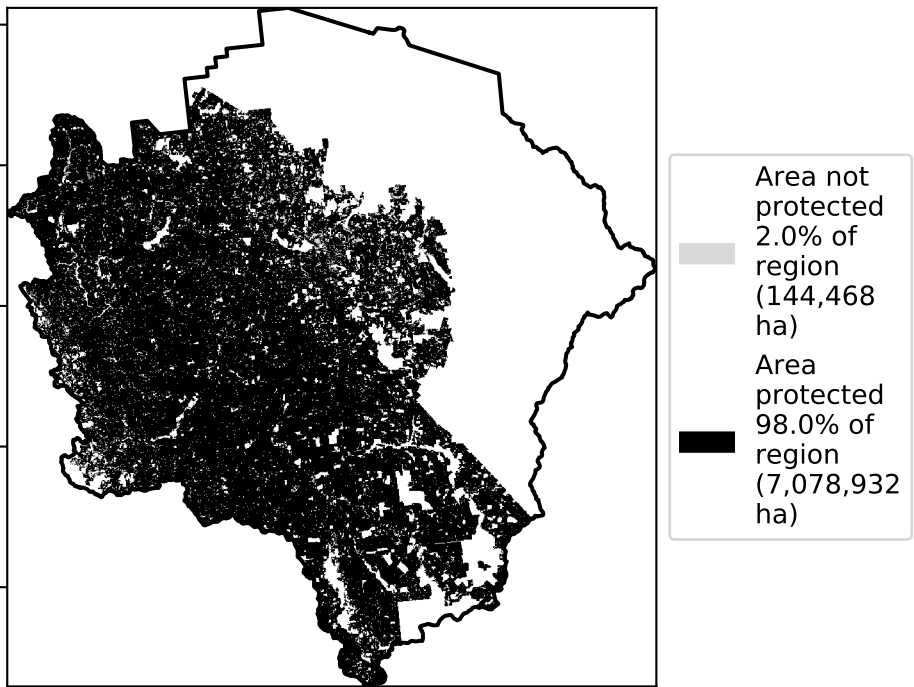 Area not
protected
2.0% of
region
(144,468
ha)
Area
protected
98.0% of
region
(7,078,932
ha)